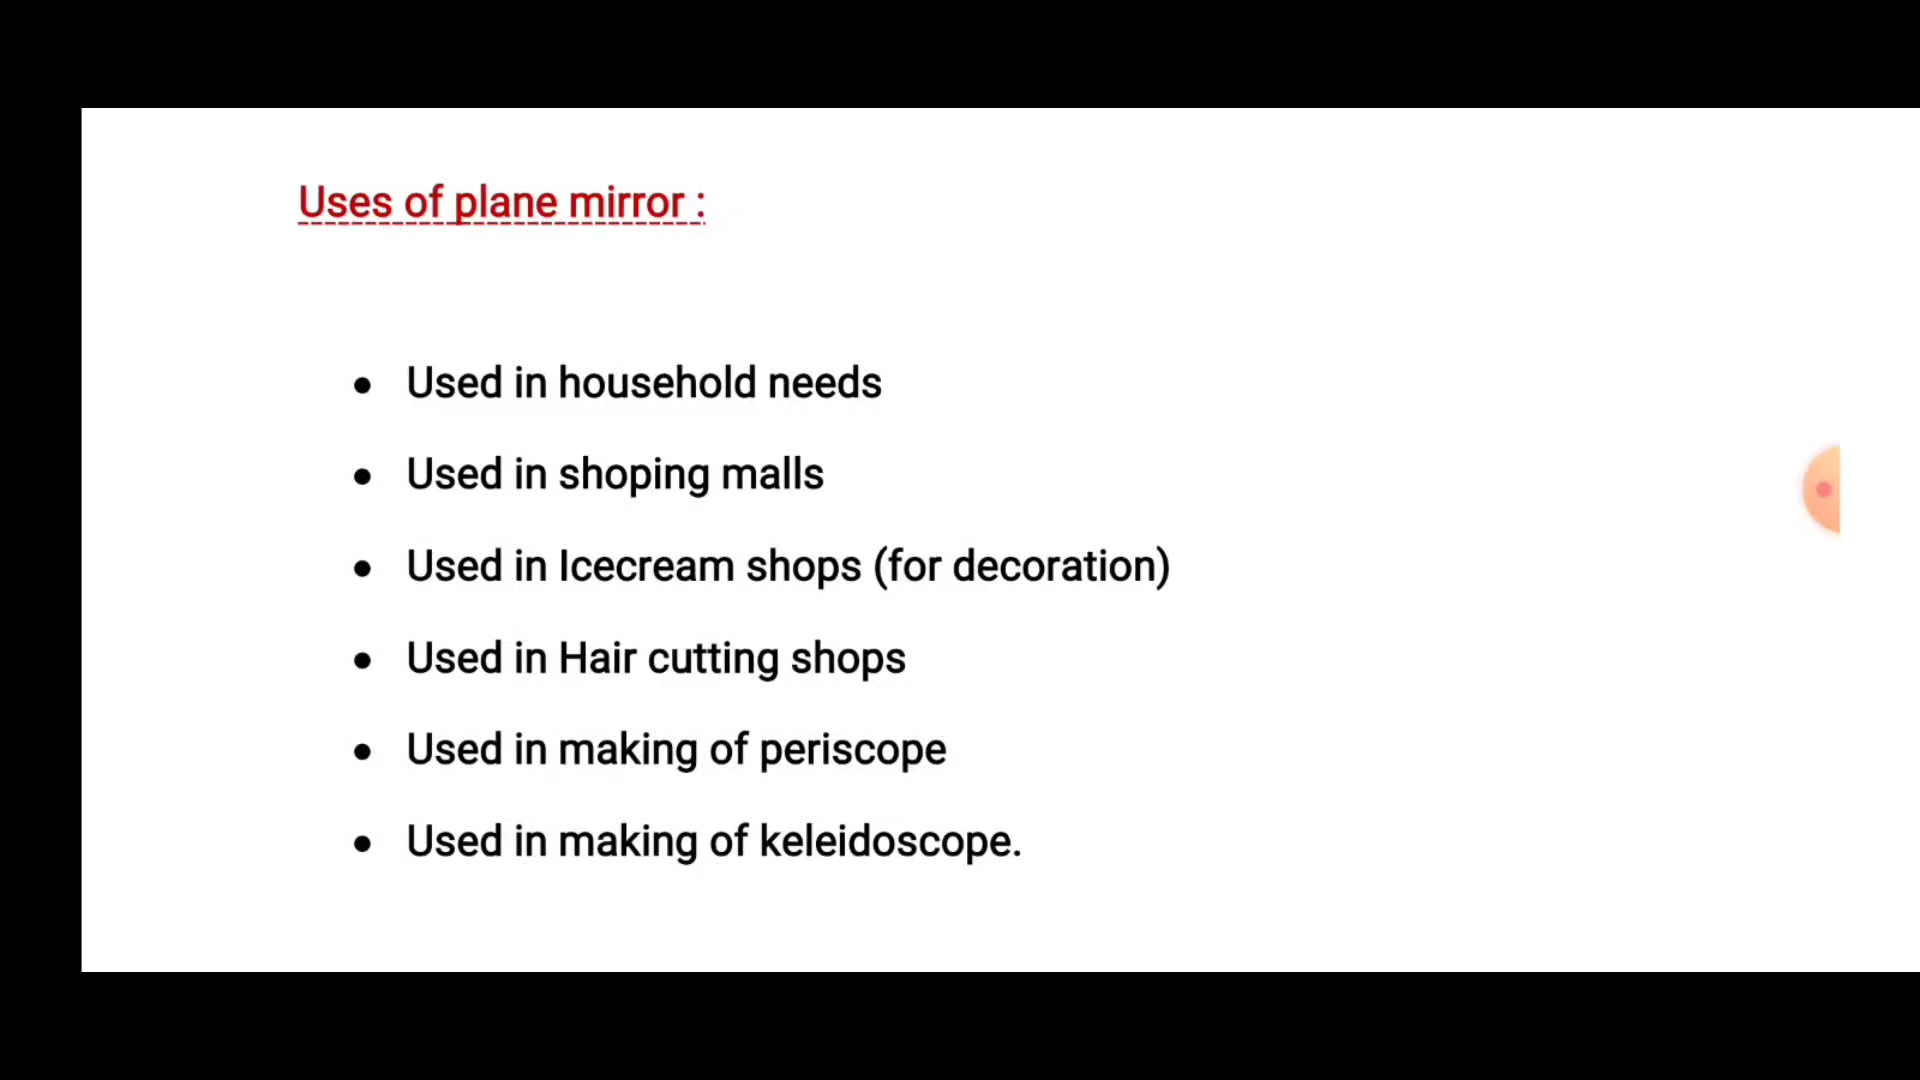 Uses of plane mirror :
• Used in household needs
• Used in shoping malls
• Used in Icecream shops (for decoration)
• Used in Hair cutting shops
• Used in making of periscope
• Used in making of keleidoscope.